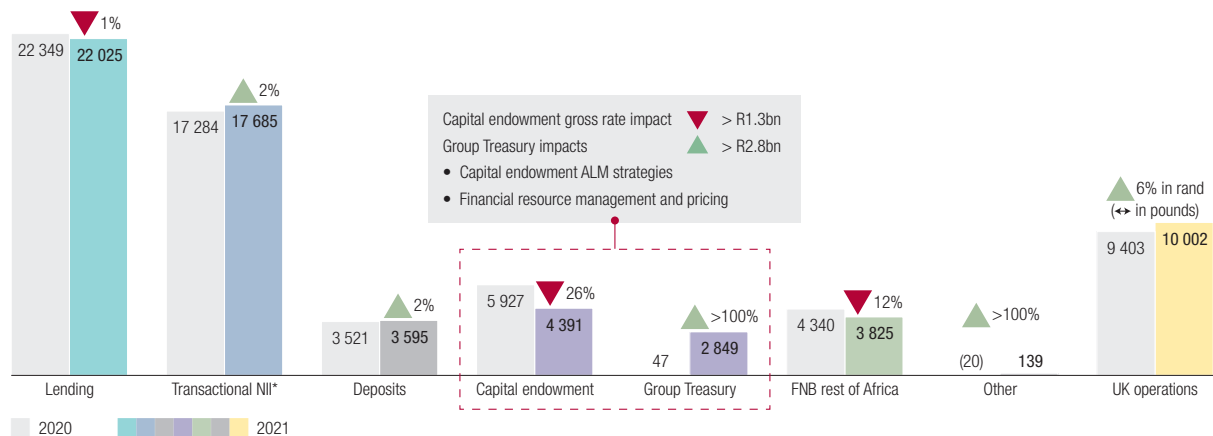 1%
22 349
22 025
2%
17 284
17 685
Capital endowment gross rate impact > R1.3bn
Group Treasury impacts > R2.8bn
• Capital endowment ALM strategies
• Financial resource management and pricing
6% in rand
(↔ in pounds)
9 403
10 002
2%
3 521
3 595
26%
5 927
4 391
>100%
47
2 849
12%
4 340
3 825
>100%
(20)
139
Lending
Transactional NII*
Deposits
Capital endowment
Group Treasury
FNB rest of Africa
Other
UK operations
2020
2021